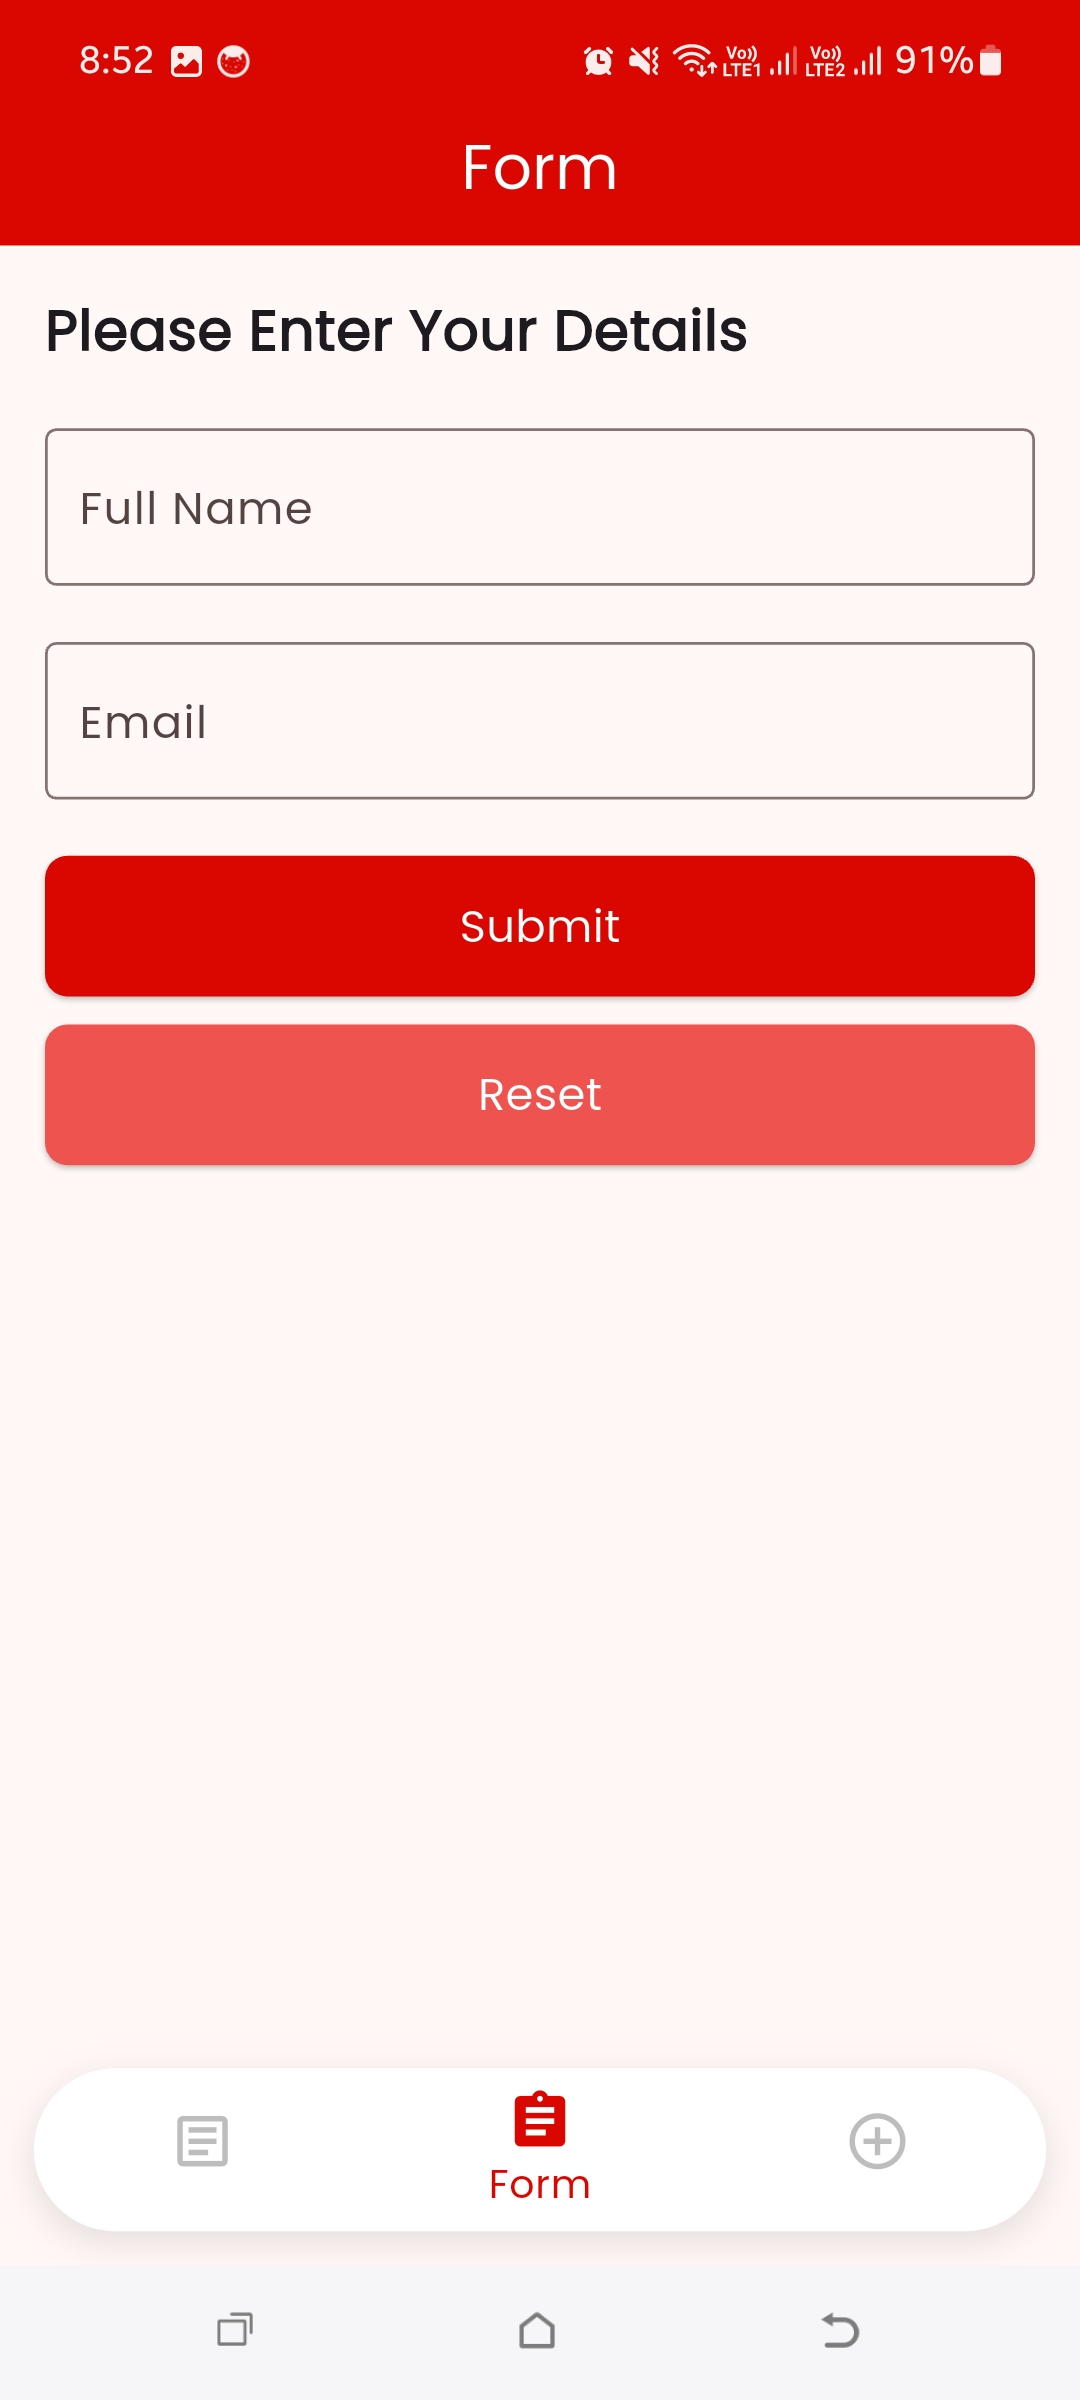 8:52 Vo)) LTE1 Vo)) LTE2 91%
Form
Please Enter Your Details
Full Name
Email
Submit
Reset
Form